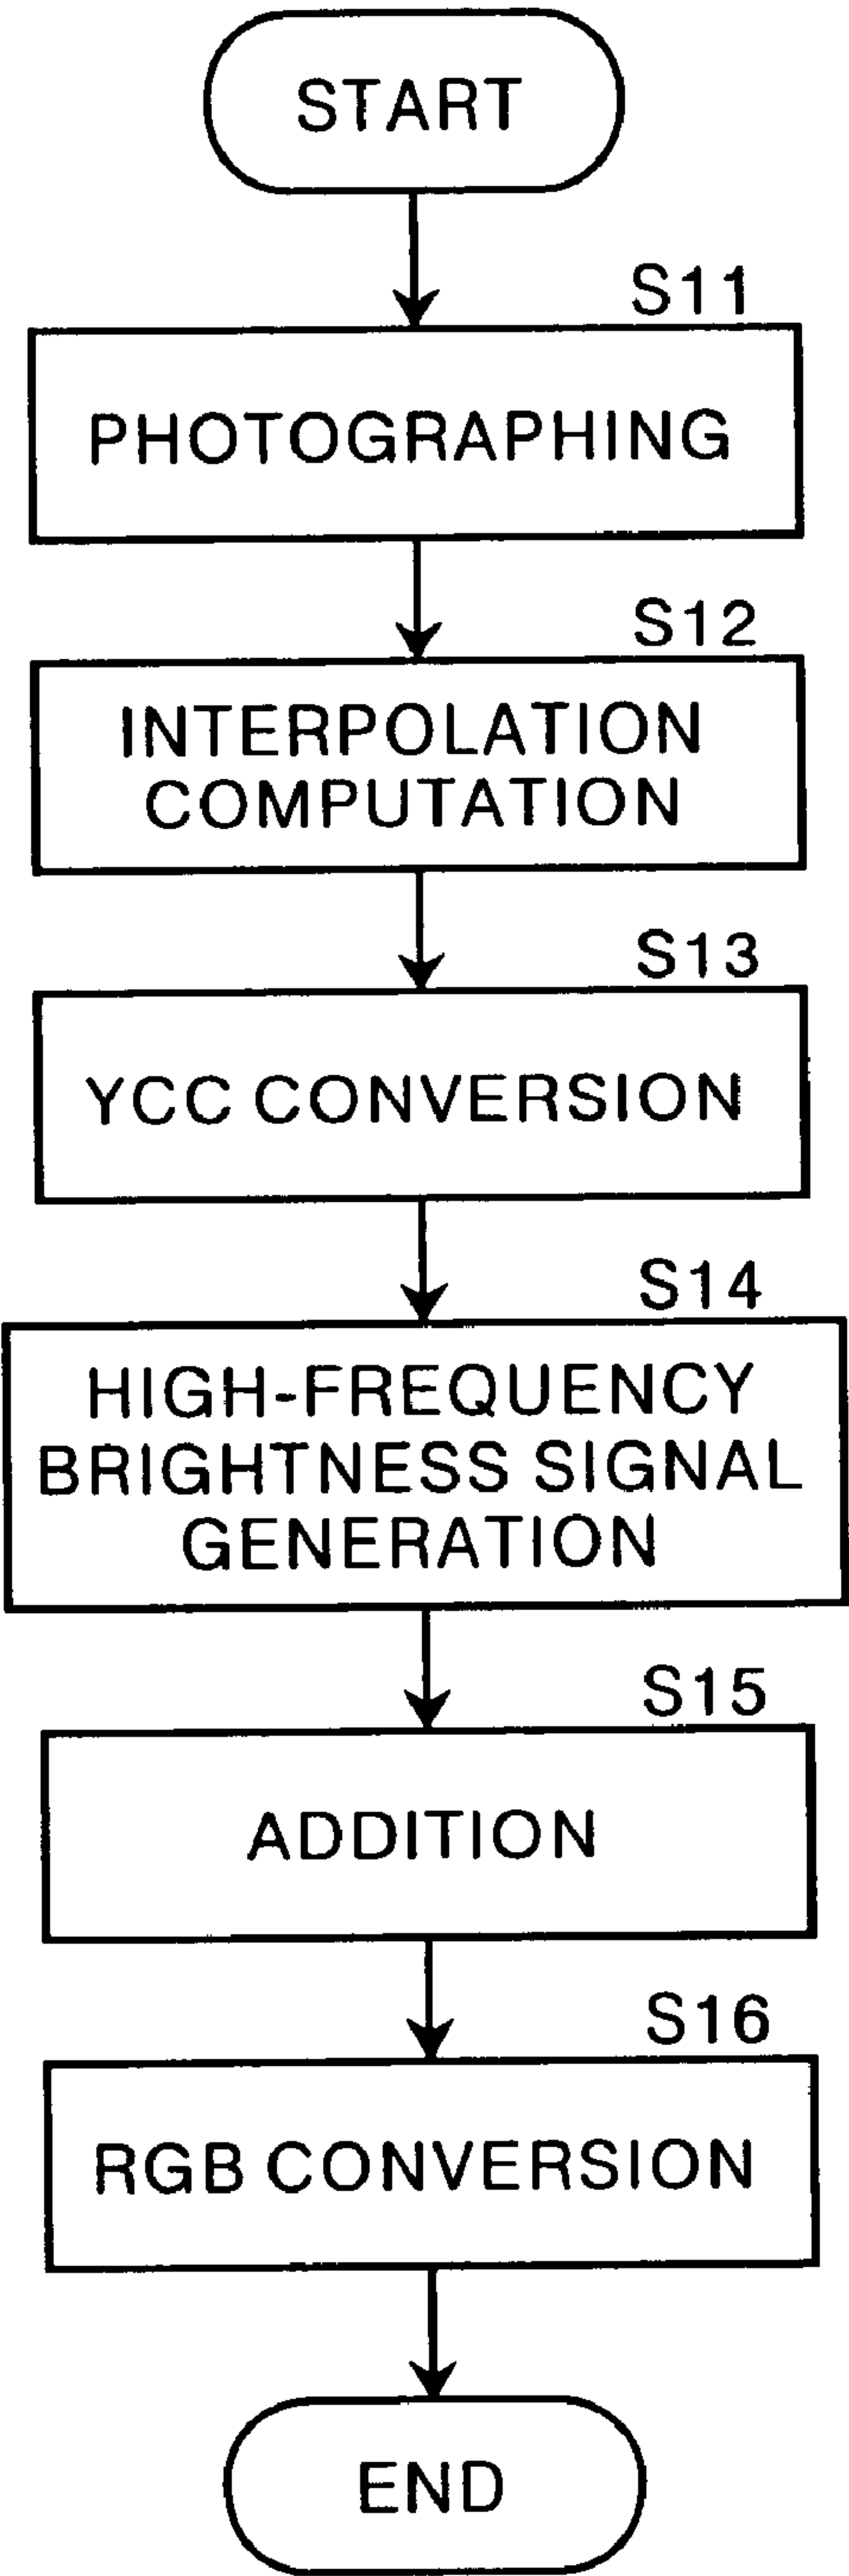 START
S11
PHOTOGRAPHING
S12
INTERPOLATION
COMPUTATION
S13
YCC CONVERSION
S14
HIGH-FREQUENCY
BRIGHTNESS SIGNAL
GENERATION
S15
ADDITION
S16
RGB CONVERSION
END